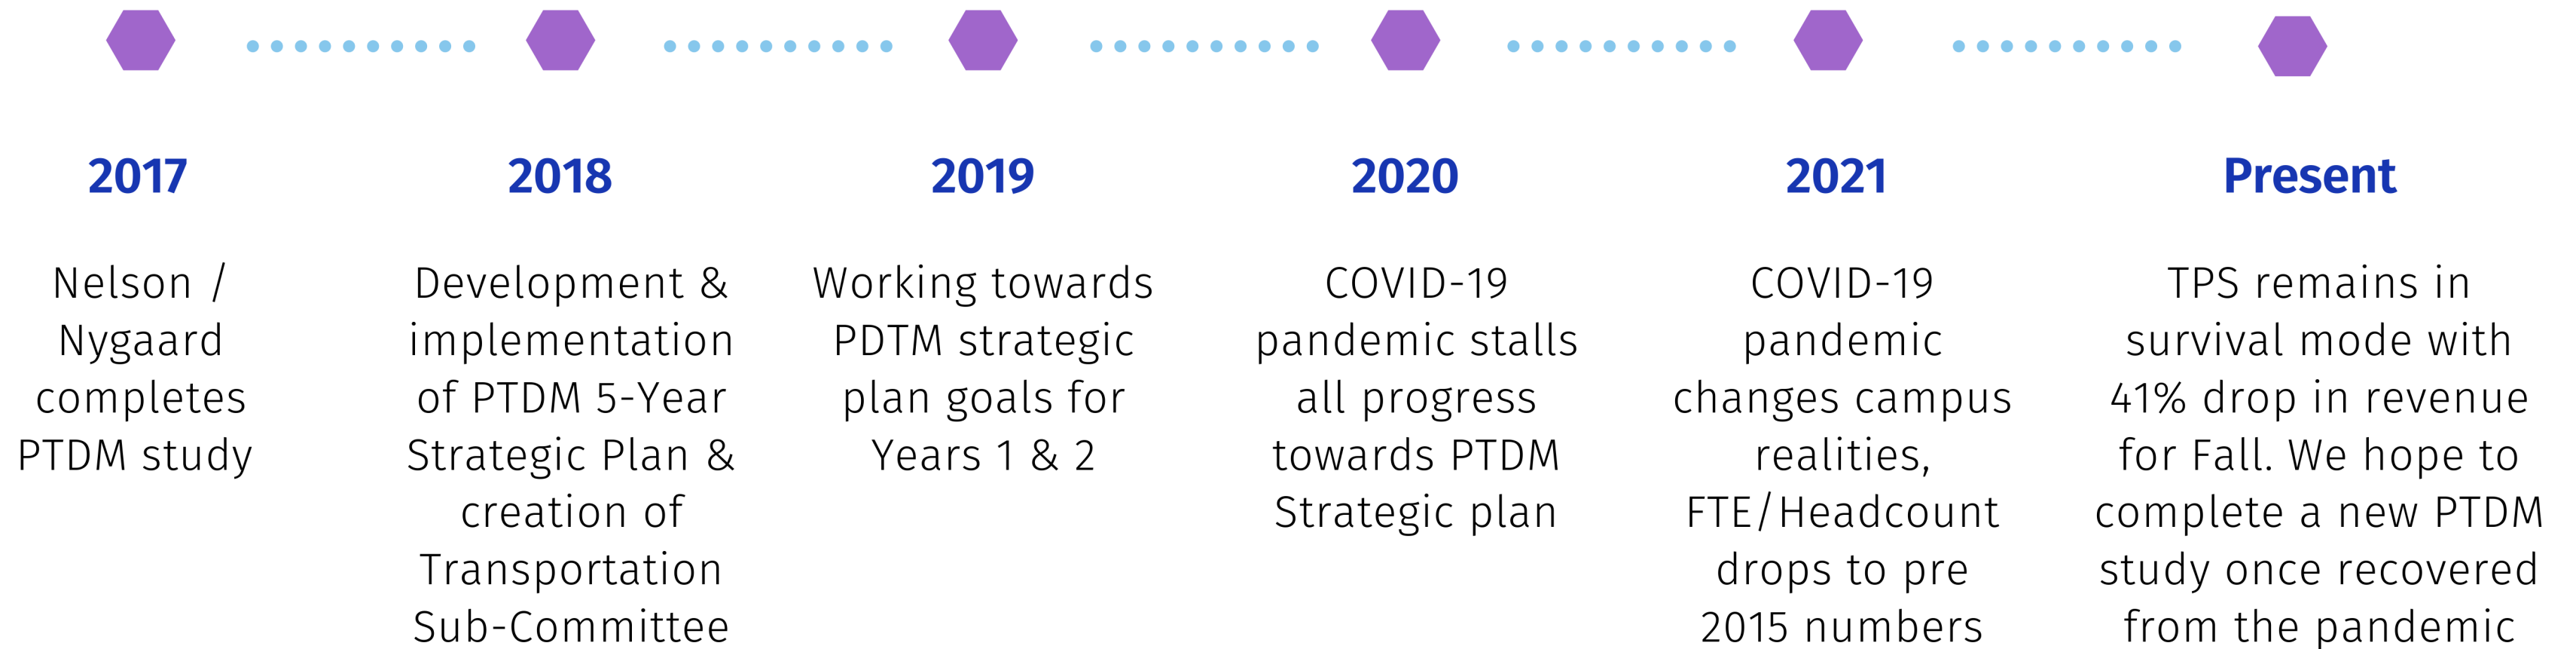 2017
Nelson /
Nygaard
completes
PTDM study
2018
Development &
implementation
of PTDM 5-Year
Strategic Plan &
creation of
Transportation
Sub-Committee
2019
Working towards
PDTM strategic
plan goals for
Years 1 & 2
2020
COVID-19
pandemic stalls
all progress
towards PTDM
Strategic plan
2021
COVID-19
pandemic
changes campus
realities,
FTE/Headcount
drops to pre
2015 numbers
Present
TPS remains in
survival mode with
41% drop in revenue
for Fall. We hope to
complete a new PTDM
study once recovered
from the pandemic